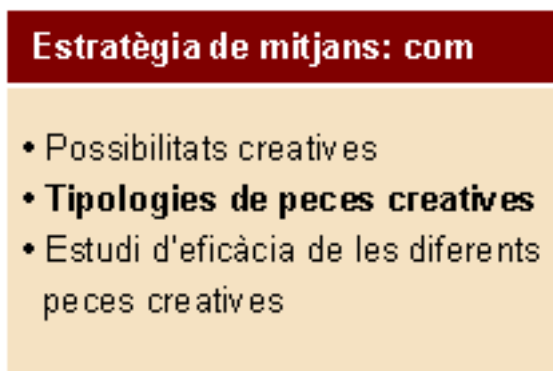 Estratègia de mitjans: com
• Possibilitats creatives
• Tipologies de peces creatives
• Estudi d'eficàcia de les diferents
peces creatives